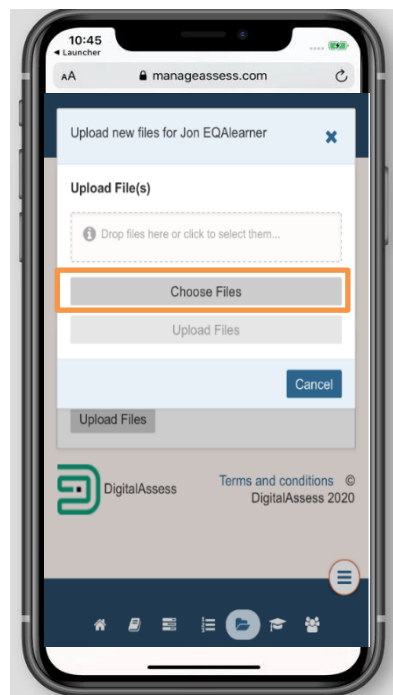 10:45
◀ Launcher
AA manageassess.com
Upload new files for Jon EQAlearner
Upload File(s)
Drop files here or click to select them...
Choose Files
Upload Files
Cancel
Upload Files
DigitalAssess
Terms and conditions ©
DigitalAssess 2020